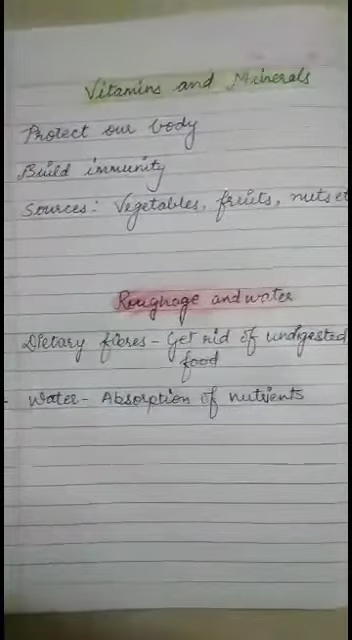 Vitamins and Minerals
Protect our body
Build immunity
Sources: Vegetables, fruits, nuts et
Roughage and water
Dietary fibres - Get rid of undigested
food
- Water - Absorption of nutrients